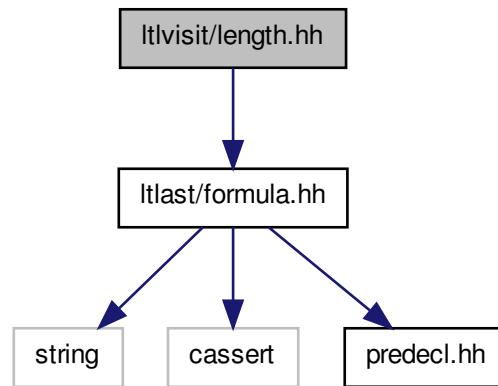 ltlvisit/length.hh
ltlast/formula.hh
string
cassert
predecl.hh